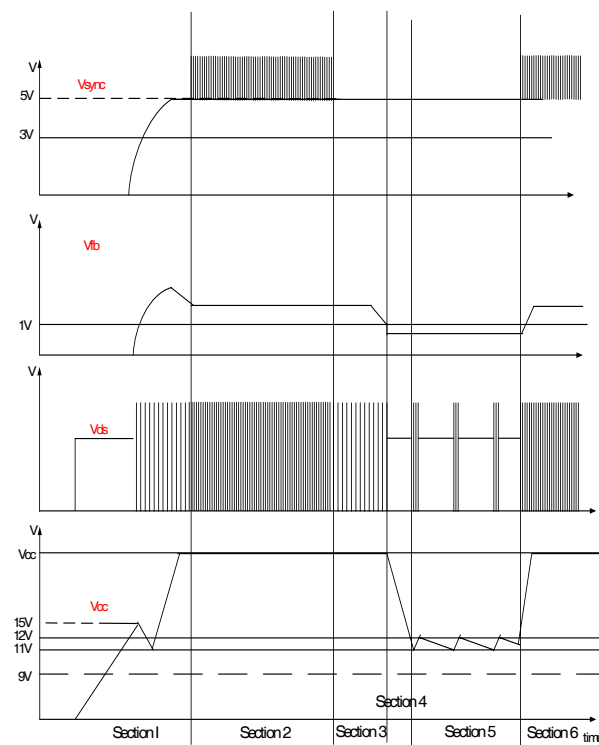 V
Vsync
5V
3V
V
Vfb
1V
V
Vds
V
Vcc
Vcc
15V
12V
11V
9V
Section 4
Section1 Section 2 Section 3 Section 5 Section 6 time